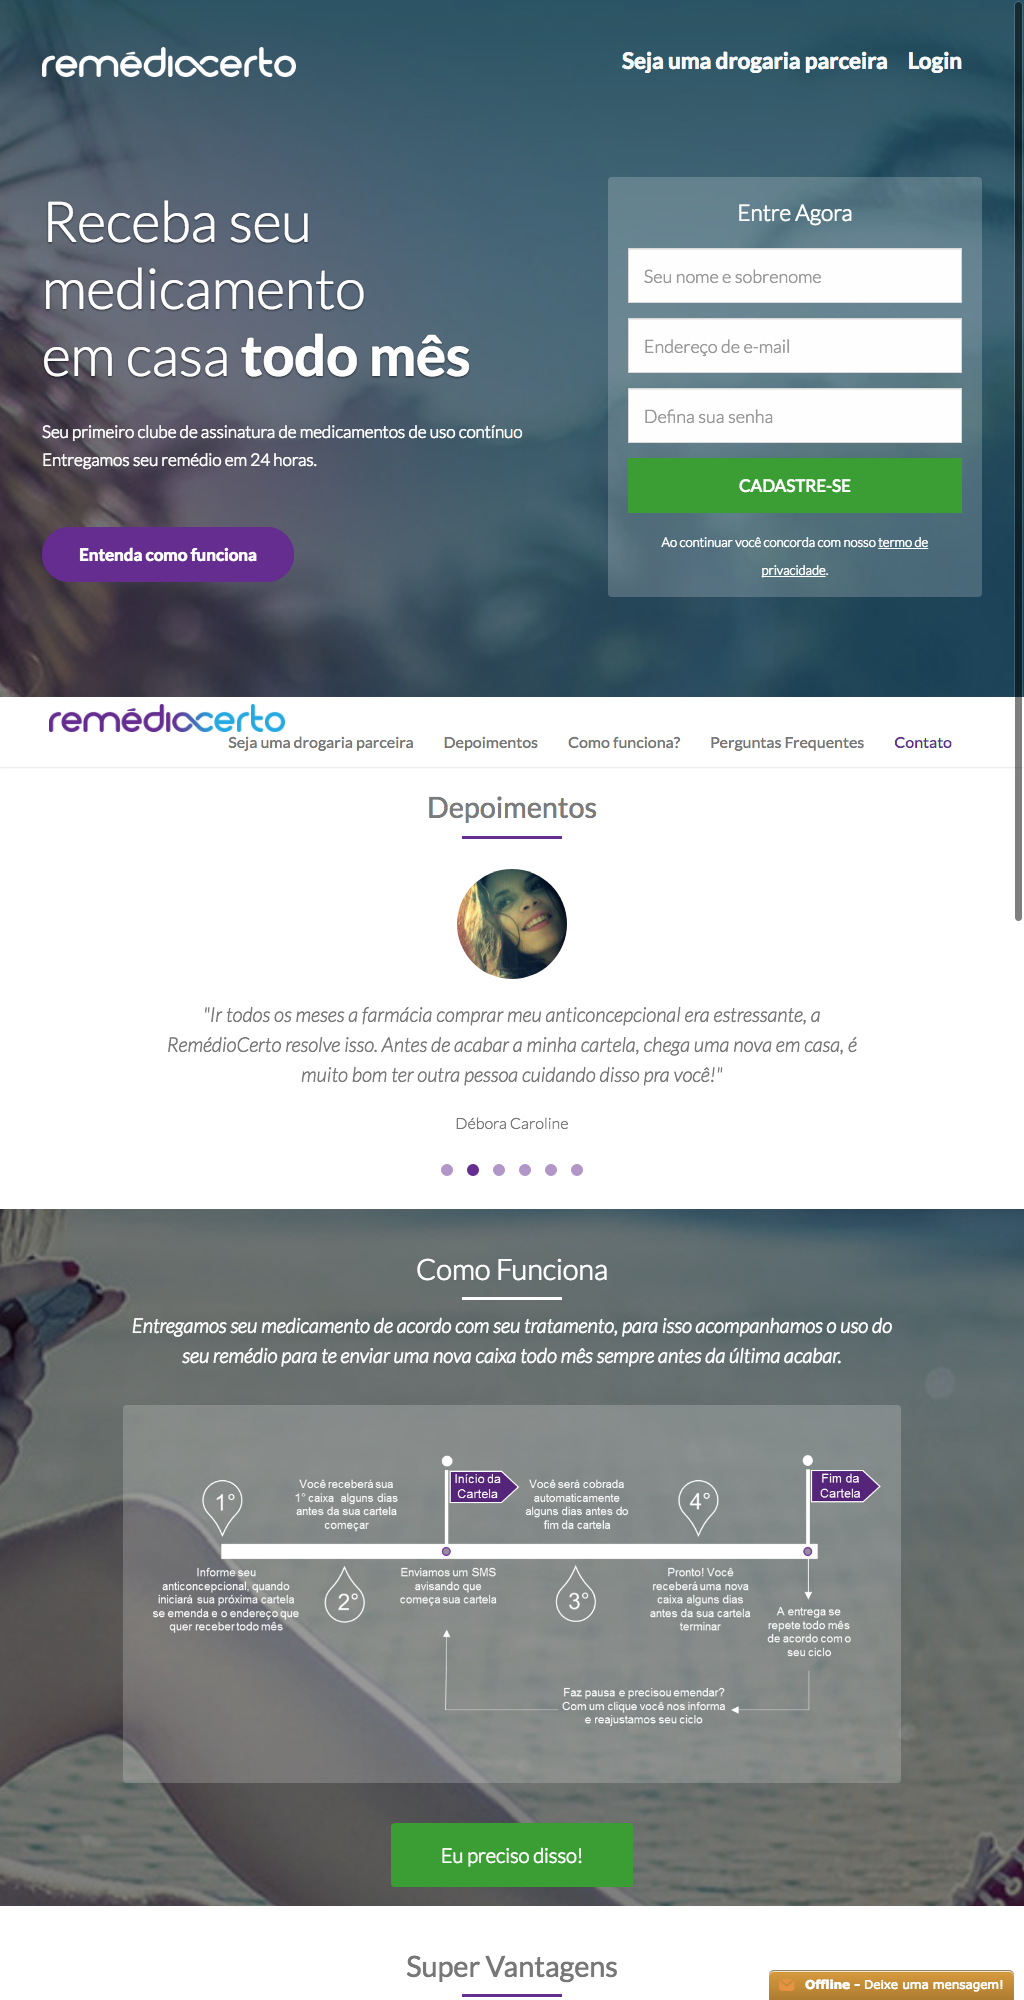 remédiocerto
Seja uma drogaria parceira Login
Receba seu
medicamento
em casa todo mês
Seu primeiro clube de assinatura de medicamentos de uso contínuo
Entregamos seu remédio em 24 horas.
Entenda como funciona
Entre Agora
Seu nome e sobrenome
Endereço de e-mail
Defina sua senha
CADASTRE-SE
Ao continuar você concorda com nosso termo de
privacidade.
remédiocerto
Seja uma drogaria parceira Depoimentos Como funciona? Perguntas Frequentes Contato
Depoimentos
"Ir todos os meses a farmácia comprar meu anticoncepcional era estressante, a
RemédioCerto resolve isso. Antes de acabar a minha cartela, chega uma nova em casa, é
muito bom ter outra pessoa cuidando disso pra você!"
Débora Caroline
Como Funciona
Entregamos seu medicamento de acordo com seu tratamento, para isso acompanhamos o uso do
seu remédio para te enviar uma nova caixa todo mês sempre antes da última acabar.
1°
Informe seu
anticoncepcional, quando
iniciará sua próxima cartela
se emenda e o endereço que
quer receber todo mês
Você receberá sua
1° caixa alguns dias
antes da sua cartela
começar
2°
Início da
Cartela
Enviamos um SMS
avisando que
começa sua cartela
Você será cobrada
automaticamente
alguns dias antes do
fim da cartela
3°
4°
Pronto! Você
receberá uma nova
caixa alguns dias
antes da sua cartela
terminar
Fim da
Cartela
A entrega se
repete todo mês
de acordo com o
seu ciclo
Faz pausa e precisou emendar?
Com um clique você nos informa
e reajustamos seu ciclo
Eu preciso disso!
Super Vantagens
Offline - Deixe uma mensagem!